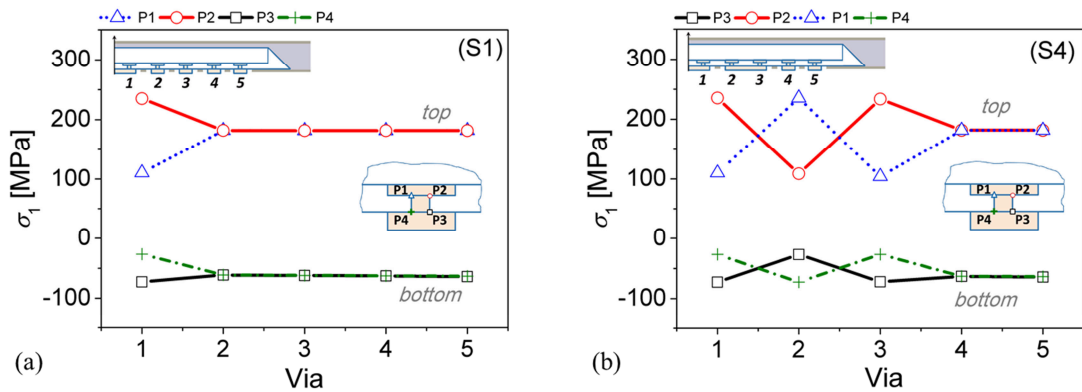 P1 P2 P3 P4
(a)
(S1)
300
200
100
0
-100
σ1 [MPa]
1 2 3 4 5
top
P1 P2
P4 P3
bottom
1 2 3 4 5
Via
P3 P2 P1 P4
(b)
(S4)
300
200
100
0
-100
σ1 [MPa]
1 2 3 4 5
top
P1 P2
P4 P3
bottom
1 2 3 4 5
Via